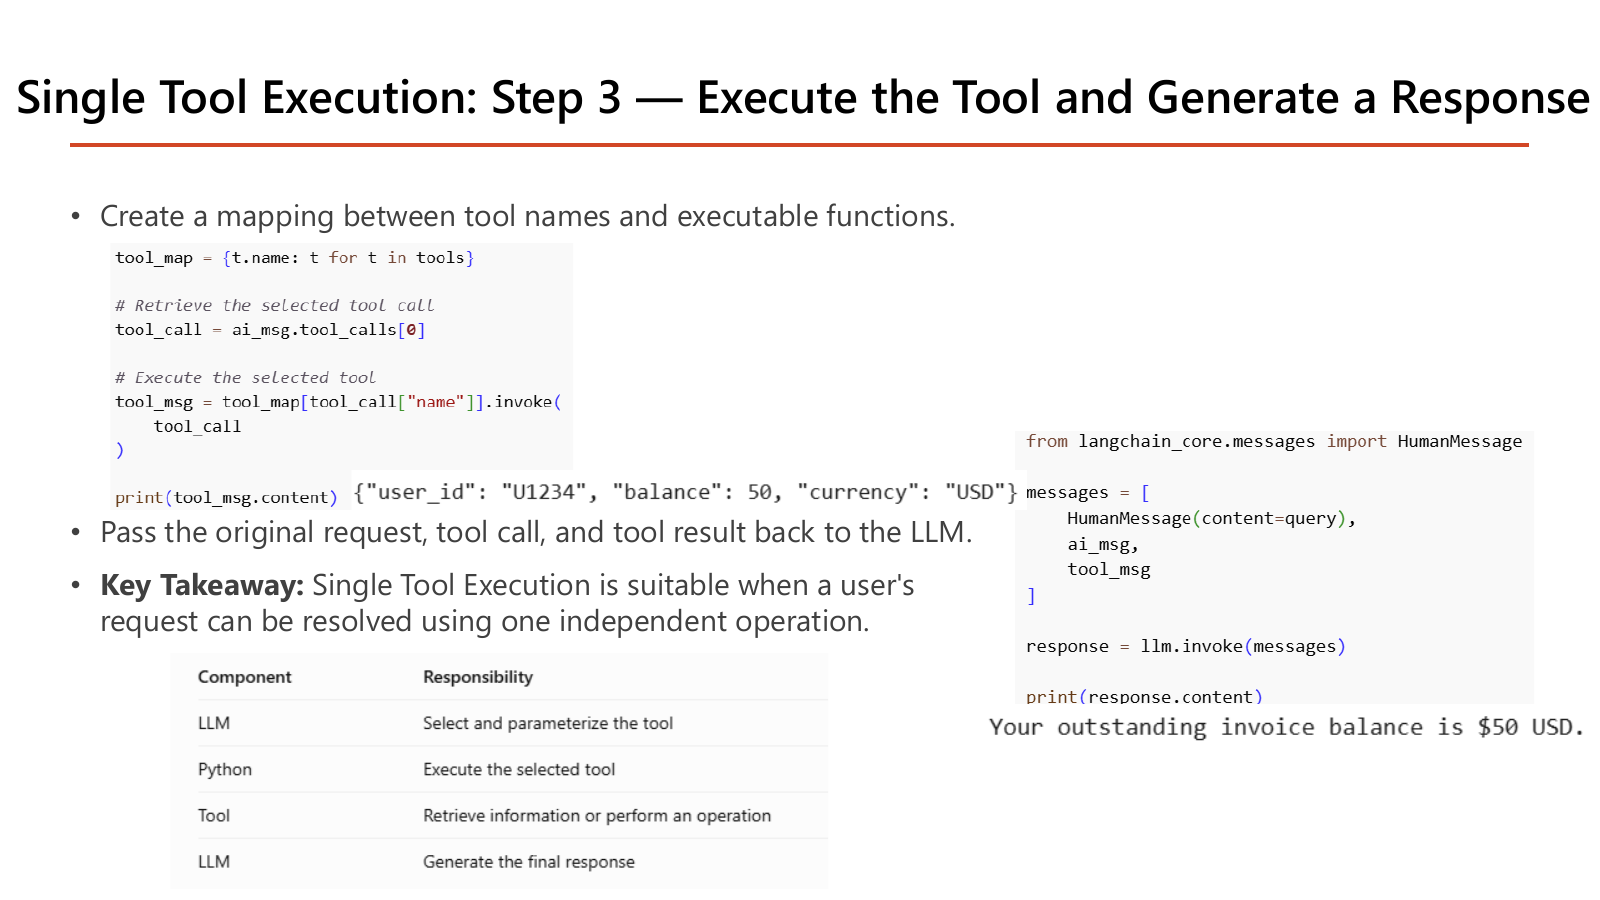 Single Tool Execution: Step 3 — Execute the Tool and Generate a Response
• Create a mapping between tool names and executable functions.
tool_map = {t.name: t for t in tools}
# Retrieve the selected tool call
tool_call = ai_msg.tool_calls[0]
# Execute the selected tool
tool_msg = tool_map[tool_call["name"]].invoke(
    tool_call
)
print(tool_msg.content)
{"user_id": "U1234", "balance": 50, "currency": "USD"}
• Pass the original request, tool call, and tool result back to the LLM.
• Key Takeaway: Single Tool Execution is suitable when a user's
request can be resolved using one independent operation.
from langchain_core.messages import HumanMessage
messages = [
    HumanMessage(content=query),
    ai_msg,
    tool_msg
]
response = llm.invoke(messages)
print(response.content)
Your outstanding invoice balance is $50 USD.
Component Responsibility
LLM Select and parameterize the tool
Python Execute the selected tool
Tool Retrieve information or perform an operation
LLM Generate the final response